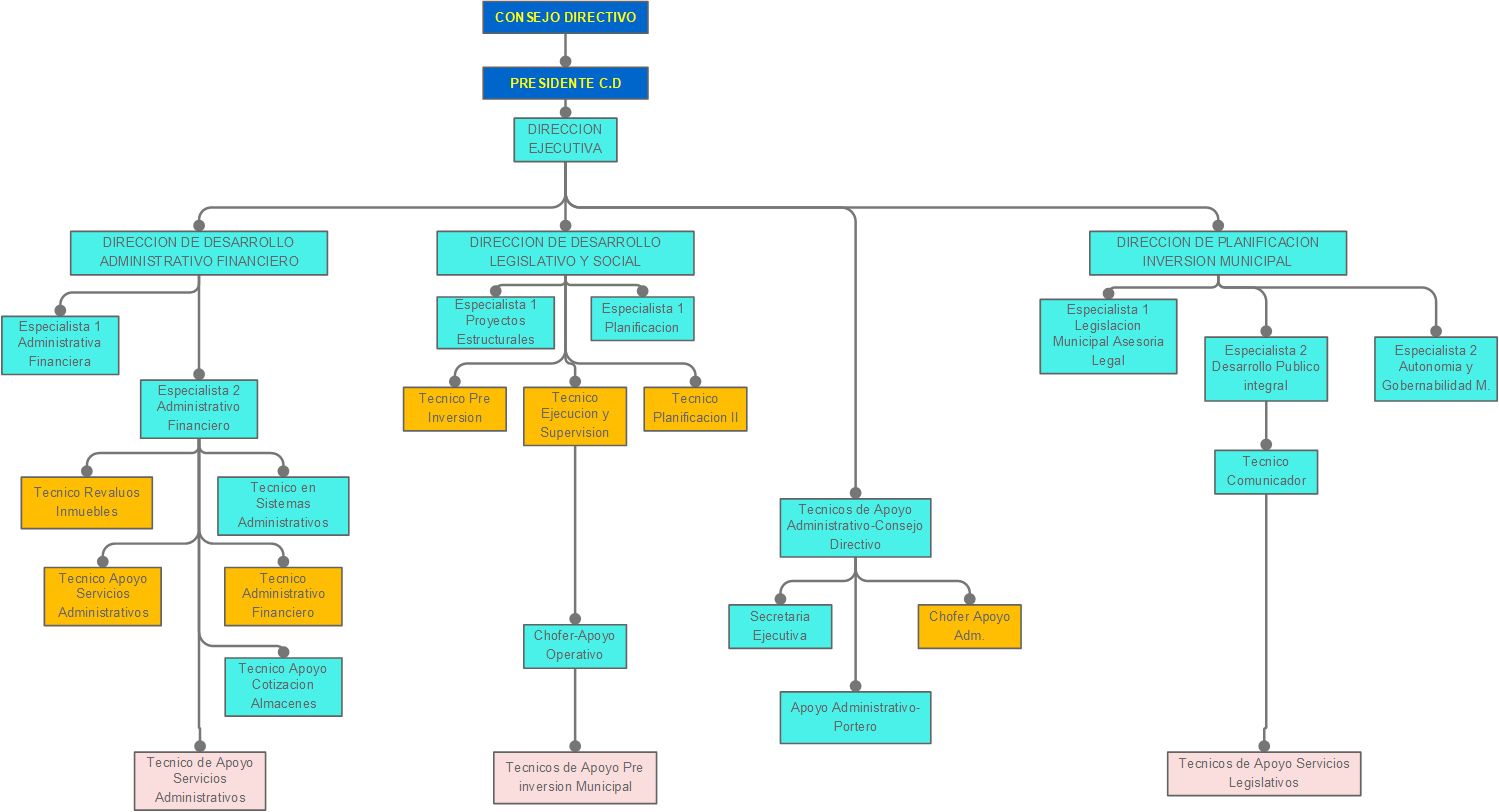 CONSEJO DIRECTIVO
PRESIDENTE C.D
DIRECCION
EJECUTIVA
DIRECCION DE DESARROLLO
ADMINISTRATIVO FINANCIERO
DIRECCION DE DESARROLLO
LEGISLATIVO Y SOCIAL
DIRECCION DE PLANIFICACION
INVERSION MUNICIPAL
Especialista 1
Administrativa
Financiera
Especialista 1
Proyectos
Estructurales
Especialista 1
Planificacion
Especialista 1
Legislacion
Municipal Asesoria
Legal
Especialista 2
Desarrollo Publico
integral
Especialista 2
Autonomia y
Gobernabilidad M.
Especialista 2
Administrativo
Financiero
Tecnico Pre
Inversion
Tecnico
Ejecucion y
Supervision
Tecnico
Planificacion II
Tecnico
Comunicador
Tecnico Revaluos
Inmuebles
Tecnico en
Sistemas
Administrativos
Tecnicos de Apoyo
Administrativo-Consejo
Directivo
Tecnico Apoyo
Servicios
Administrativos
Tecnico
Administrativo
Financiero
Secretaria
Ejecutiva
Chofer Apoyo
Adm.
Chofer-Apoyo
Operativo
Tecnico Apoyo
Cotizacion
Almacenes
Apoyo Administrativo-
Portero
Tecnico de Apoyo
Servicios
Administrativos
Tecnicos de Apoyo Pre
inversion Municipal
Tecnicos de Apoyo Servicios
Legislativos